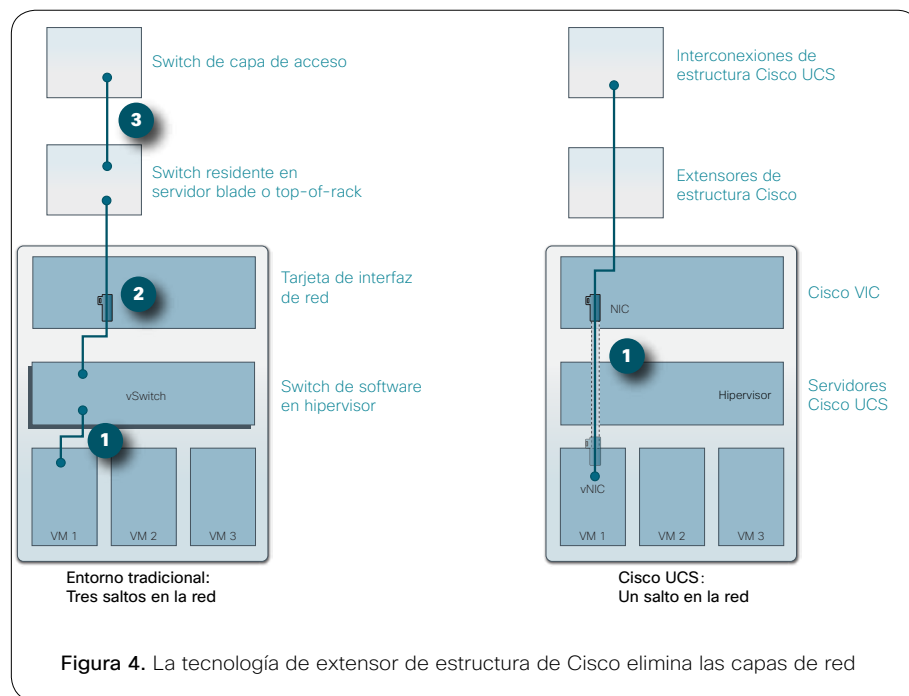 Switch de capa de acceso
3
Switch residente en
servidor blade o top-of-rack
Tarjeta de interfaz
de red
2
vSwitch
Switch de software
en hipervisor
1
VM 1
VM 2
VM 3
Entorno tradicional:
Tres saltos en la red
Interconexiones de
estructura Cisco UCS
Extensores de
estructura Cisco
NIC
Cisco VIC
1
Hipervisor
Servidores
Cisco UCS
vNIC
VM 1
VM 2
VM 3
Cisco UCS:
Un salto en la red
Figura 4. La tecnología de extensor de estructura de Cisco elimina las capas de red